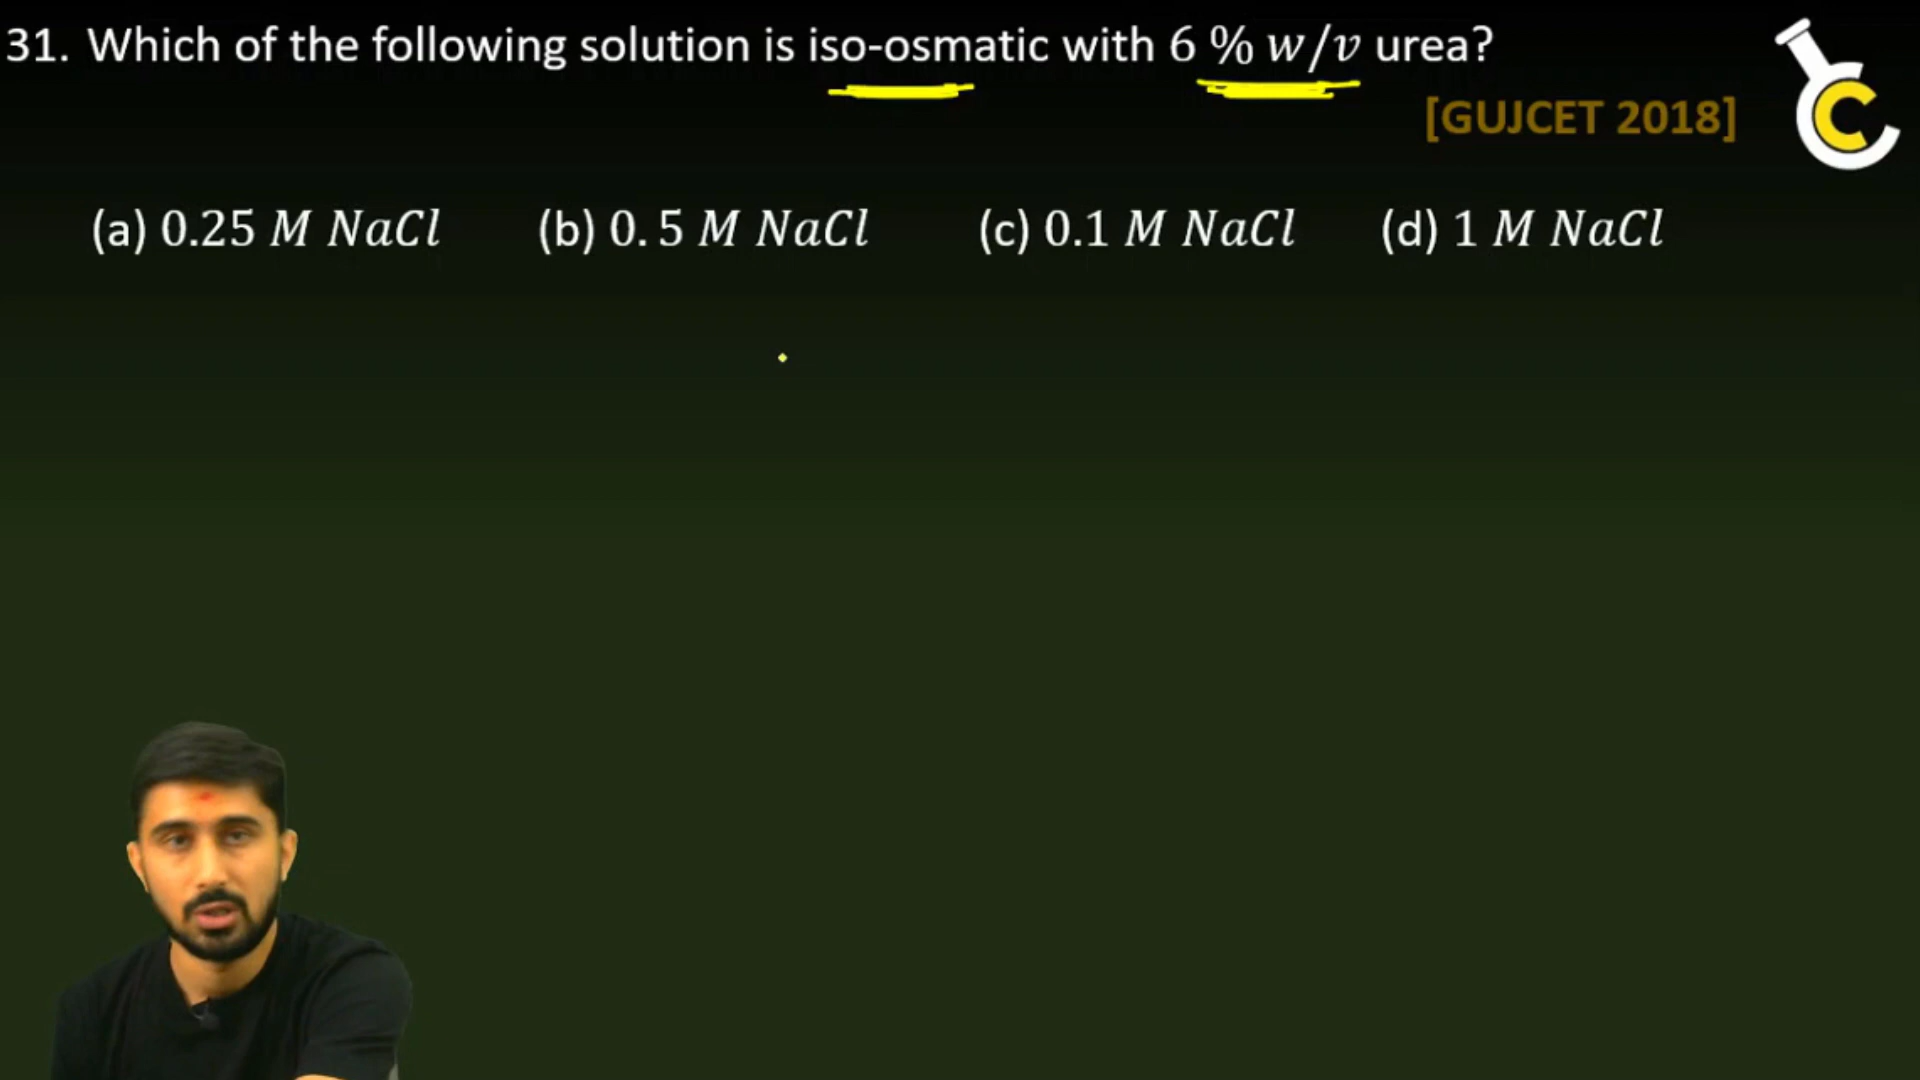 31. Which of the following solution is iso-osmatic with 6 % w/v urea?
[GUJCET 2018]
(a) 0.25 M NaCl (b) 0. 5 M NaCl (c) 0.1 M NaCl (d) 1 M NaCl
C